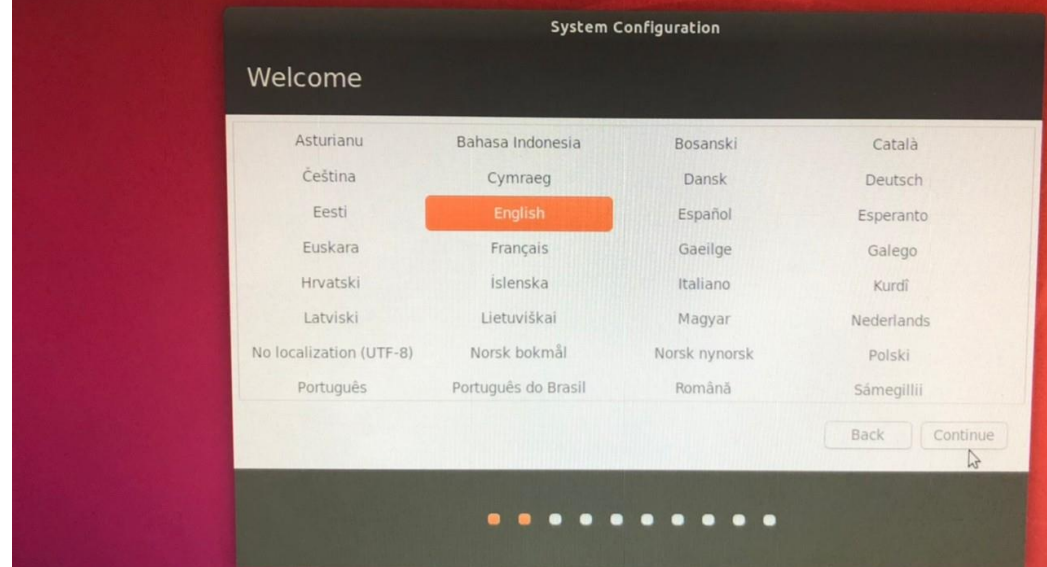 System Configuration
Welcome
Asturianu Bahasa Indonesia Bosanski Català
Čeština Cymraeg Dansk Deutsch
Eesti English Español Esperanto
Euskara Français Gaeilge Galego
Hrvatski Íslenska Italiano Kurdî
Latviski Lietuviškai Magyar Nederlands
No localization (UTF-8) Norsk bokmål Norsk nynorsk Polski
Português Português do Brasil Română Sámegillii
Back Continue